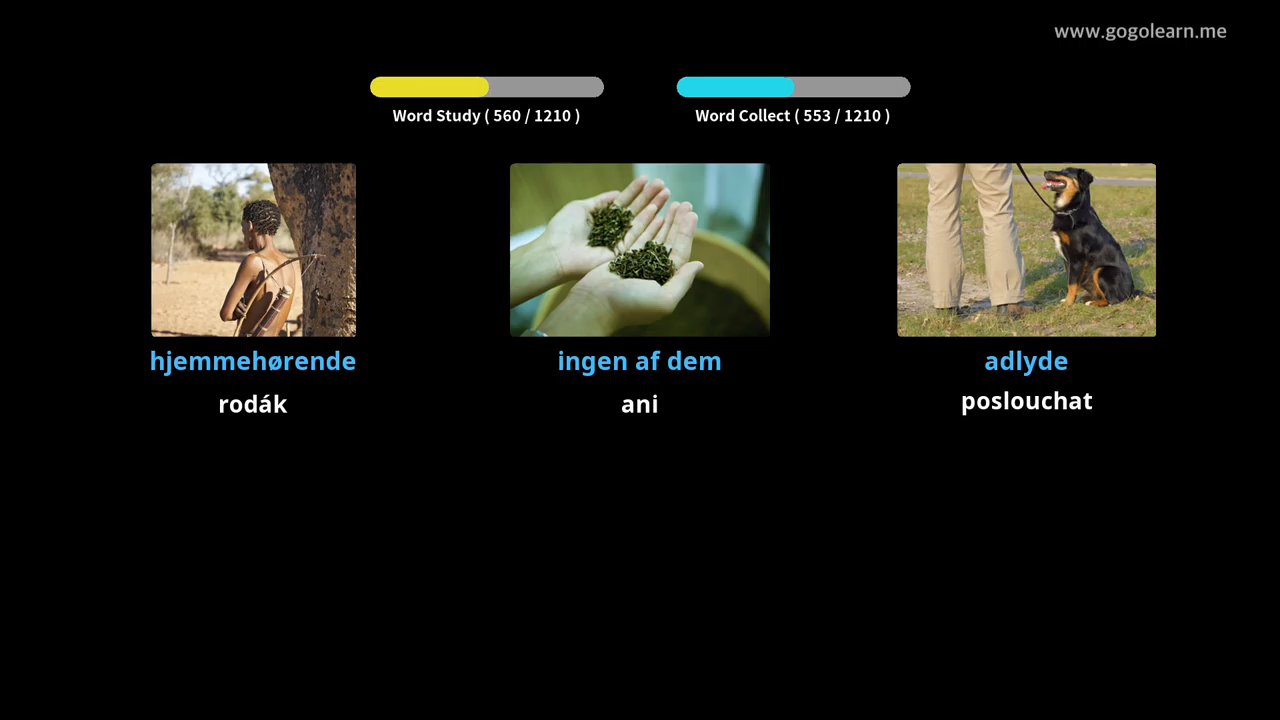 www.gogolearn.me
Word Study ( 560 / 1210 )
Word Collect ( 553 / 1210 )
hjemmehørende
ingen af dem
adlyde
rodák
ani
poslouchat